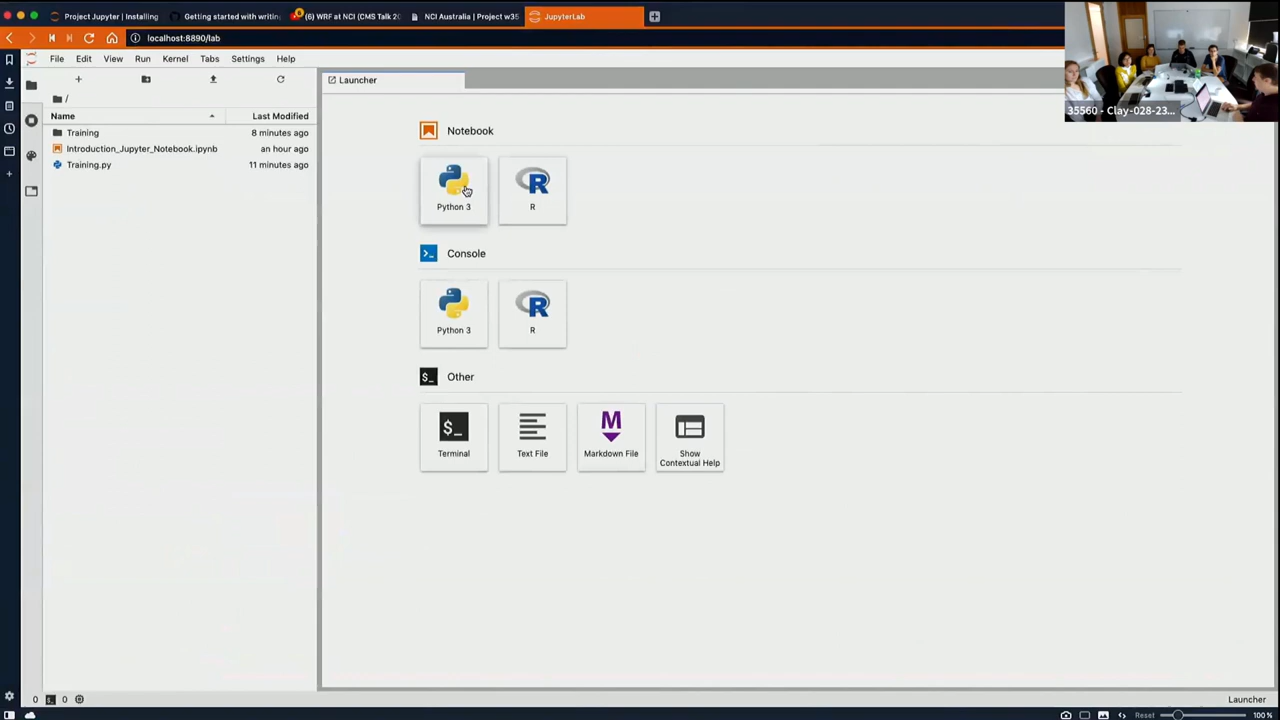 Project Jupyter | Installing
Getting started with writin
(6) WRF at NCI (CMS Talk 20
NCI Australia | Project w35
JupyterLab
localhost:8890/lab
File Edit View Run Kernel Tabs Settings Help
35560 - Clay-028-23...
Launcher
/
Name Last Modified
Training 8 minutes ago
Introduction_Jupyter_Notebook.ipynb an hour ago
Training.py 11 minutes ago
Notebook
Python 3
R
Console
Python 3
R
$_ Other
$_
Terminal
Text File
M
Markdown File
Show
Contextual Help
0 0 Launcher
Reset 100 %